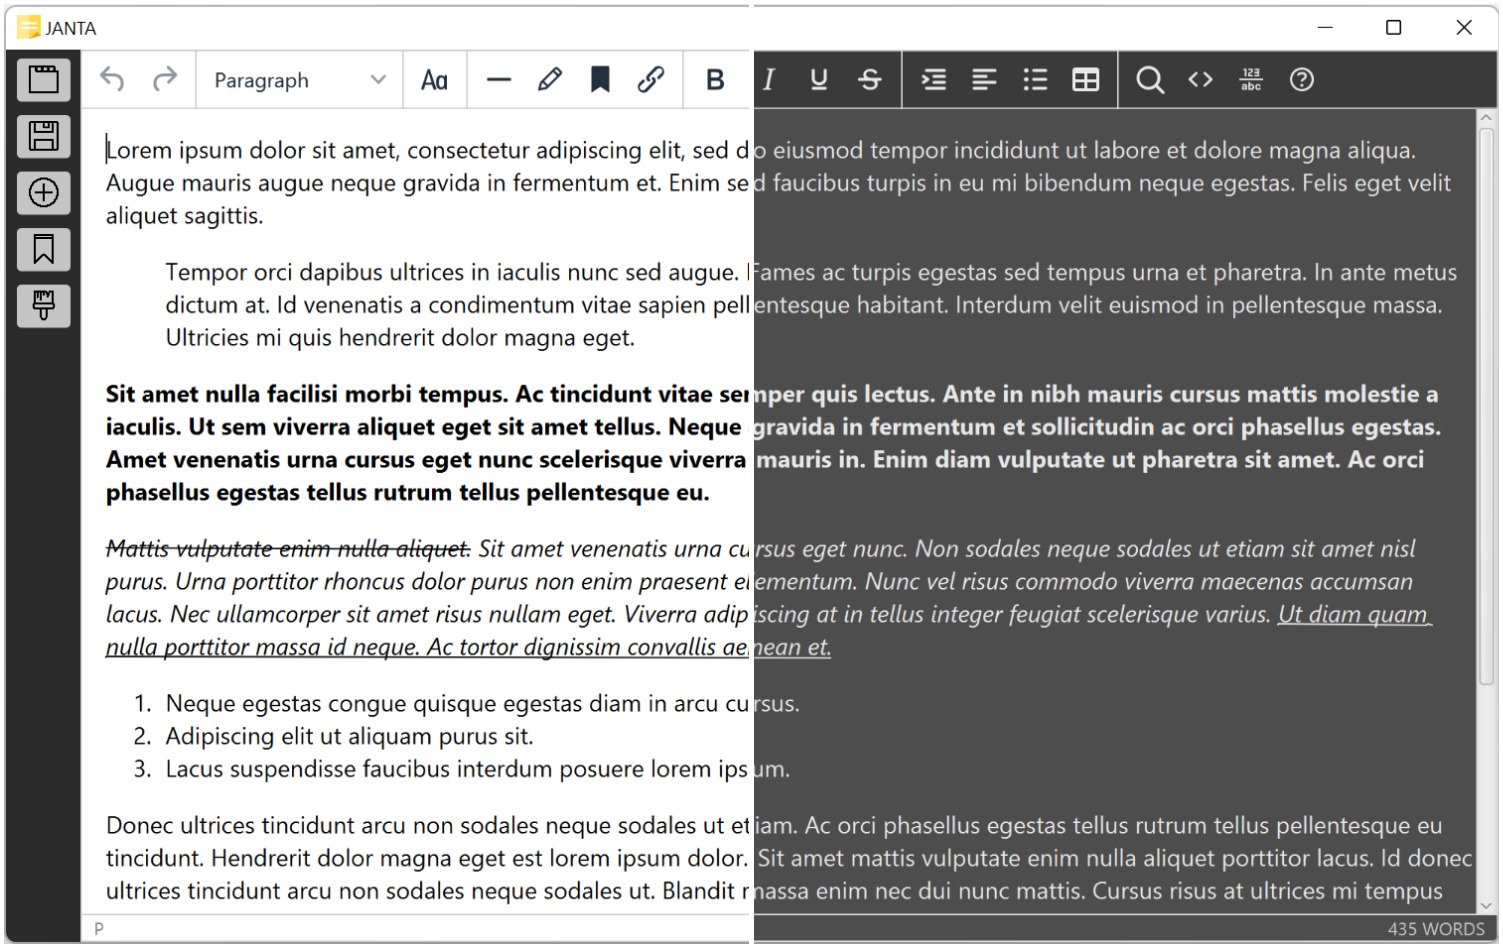 JANTA
Paragraph Aa B I U S 123 abc
Lorem ipsum dolor sit amet, consectetur adipiscing elit, sed do eiusmod tempor incididunt ut labore et dolore magna aliqua.
Augue mauris augue neque gravida in fermentum et. Enim sed faucibus turpis in eu mi bibendum neque egestas. Felis eget velit
aliquet sagittis.
Tempor orci dapibus ultrices in iaculis nunc sed augue. Fames ac turpis egestas sed tempus urna et pharetra. In ante metus
dictum at. Id venenatis a condimentum vitae sapien pellentesque habitant. Interdum velit euismod in pellentesque massa.
Ultricies mi quis hendrerit dolor magna eget.
Sit amet nulla facilisi morbi tempus. Ac tincidunt vitae semper quis lectus. Ante in nibh mauris cursus mattis molestie a
iaculis. Ut sem viverra aliquet eget sit amet tellus. Neque gravida in fermentum et sollicitudin ac orci phasellus egestas.
Amet venenatis urna cursus eget nunc scelerisque viverra mauris in. Enim diam vulputate ut pharetra sit amet. Ac orci
phasellus egestas tellus rutrum tellus pellentesque eu.
Mattis vulputate enim nulla aliquet. Sit amet venenatis urna cursus eget nunc. Non sodales neque sodales ut etiam sit amet nisl
purus. Urna porttitor rhoncus dolor purus non enim praesent elementum. Nunc vel risus commodo viverra maecenas accumsan
lacus. Nec ullamcorper sit amet risus nullam eget. Viverra adipiscing at in tellus integer feugiat scelerisque varius. Ut diam quam
nulla porttitor massa id neque. Ac tortor dignissim convallis aenean et.
1. Neque egestas congue quisque egestas diam in arcu cursus.
2. Adipiscing elit ut aliquam purus sit.
3. Lacus suspendisse faucibus interdum posuere lorem ipsum.
Donec ultrices tincidunt arcu non sodales neque sodales ut etiam. Ac orci phasellus egestas tellus rutrum tellus pellentesque eu
tincidunt. Hendrerit dolor magna eget est lorem ipsum dolor. Sit amet mattis vulputate enim nulla aliquet porttitor lacus. Id donec
ultrices tincidunt arcu non sodales neque sodales ut. Blandit massa enim nec dui nunc mattis. Cursus risus at ultrices mi tempus
P 435 WORDS